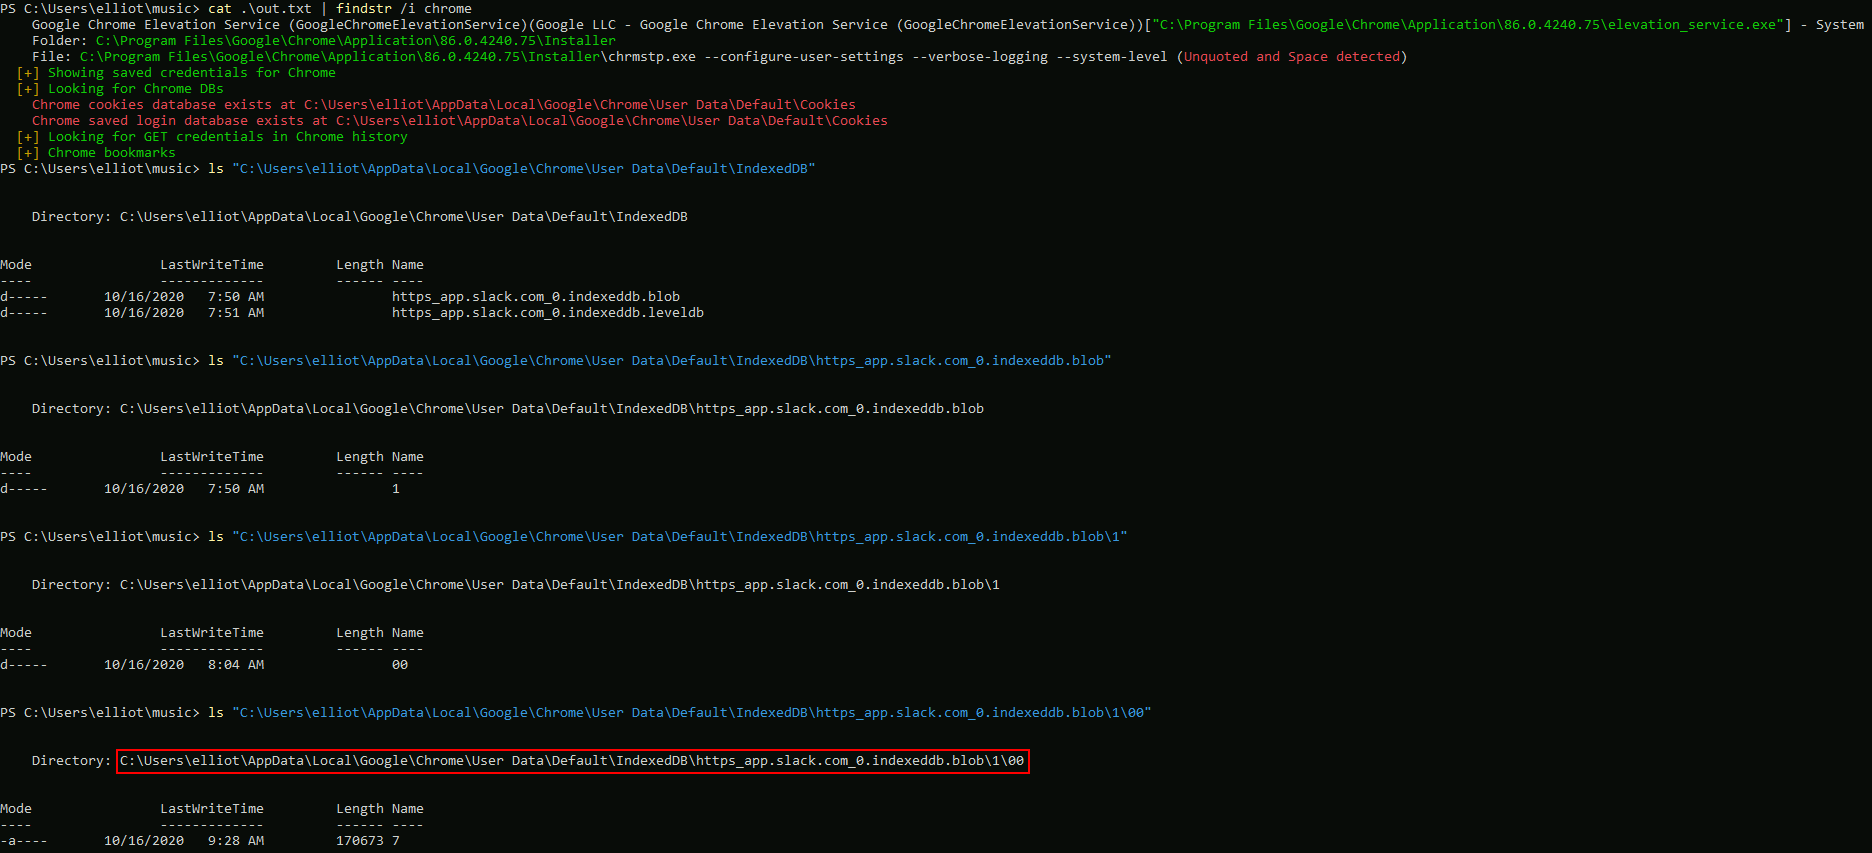 PS C:\Users\elliot\music> cat .\out.txt | findstr /i chrome
Google Chrome Elevation Service (GoogleChromeElevationService)(Google LLC - Google Chrome Elevation Service (GoogleChromeElevationService))["C:\Program Files\Google\Chrome\Application\86.0.4240.75\elevation_service.exe"] - System
Folder: C:\Program Files\Google\Chrome\Application\86.0.4240.75\Installer
File: C:\Program Files\Google\Chrome\Application\86.0.4240.75\Installer\chrmstp.exe --configure-user-settings --verbose-logging --system-level (Unquoted and Space detected)
[+] Showing saved credentials for Chrome
[+] Looking for Chrome DBs
Chrome cookies database exists at C:\Users\elliot\AppData\Local\Google\Chrome\User Data\Default\Cookies
Chrome saved login database exists at C:\Users\elliot\AppData\Local\Google\Chrome\User Data\Default\Cookies
[+] Looking for GET credentials in Chrome history
[+] Chrome bookmarks
PS C:\Users\elliot\music> ls "C:\Users\elliot\AppData\Local\Google\Chrome\User Data\Default\IndexedDB"
Directory: C:\Users\elliot\AppData\Local\Google\Chrome\User Data\Default\IndexedDB
Mode LastWriteTime Length Name
---- ------------- ------ ----
d----- 10/16/2020 7:50 AM https_app.slack.com_0.indexeddb.blob
d----- 10/16/2020 7:51 AM https_app.slack.com_0.indexeddb.leveldb
PS C:\Users\elliot\music> ls "C:\Users\elliot\AppData\Local\Google\Chrome\User Data\Default\IndexedDB\https_app.slack.com_0.indexeddb.blob"
Directory: C:\Users\elliot\AppData\Local\Google\Chrome\User Data\Default\IndexedDB\https_app.slack.com_0.indexeddb.blob
Mode LastWriteTime Length Name
---- ------------- ------ ----
d----- 10/16/2020 7:50 AM 1
PS C:\Users\elliot\music> ls "C:\Users\elliot\AppData\Local\Google\Chrome\User Data\Default\IndexedDB\https_app.slack.com_0.indexeddb.blob\1"
Directory: C:\Users\elliot\AppData\Local\Google\Chrome\User Data\Default\IndexedDB\https_app.slack.com_0.indexeddb.blob\1
Mode LastWriteTime Length Name
---- ------------- ------ ----
d----- 10/16/2020 8:04 AM 00
PS C:\Users\elliot\music> ls "C:\Users\elliot\AppData\Local\Google\Chrome\User Data\Default\IndexedDB\https_app.slack.com_0.indexeddb.blob\1\00"
Directory: C:\Users\elliot\AppData\Local\Google\Chrome\User Data\Default\IndexedDB\https_app.slack.com_0.indexeddb.blob\1\00
Mode LastWriteTime Length Name
---- ------------- ------ ----
-a---- 10/16/2020 9:28 AM 170673 7